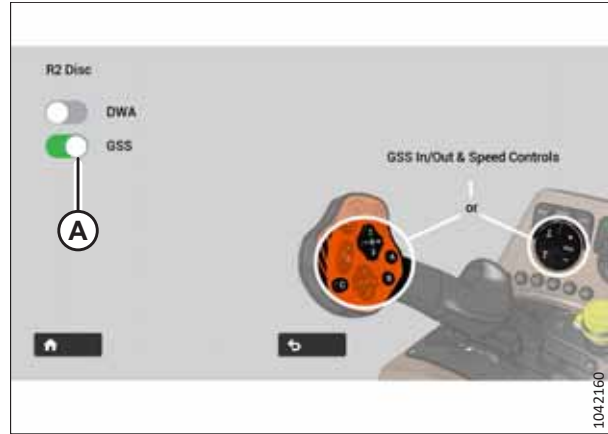 R2 Disc
DWA
GSS
A
GSS In/Out & Speed Controls
or
A
B
C
1042160